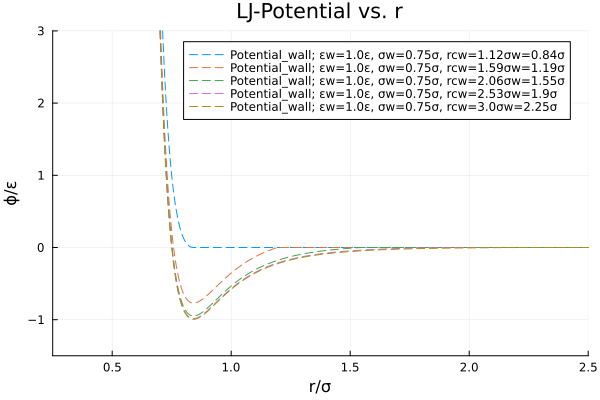 LJ-Potential vs. r
3
2
1
0
−1
ϕ/ε
Potential_wall; εw=1.0ε, σw=0.75σ, rcw=1.12σw=0.84σ
Potential_wall; εw=1.0ε, σw=0.75σ, rcw=1.59σw=1.19σ
Potential_wall; εw=1.0ε, σw=0.75σ, rcw=2.06σw=1.55σ
Potential_wall; εw=1.0ε, σw=0.75σ, rcw=2.53σw=1.9σ
Potential_wall; εw=1.0ε, σw=0.75σ, rcw=3.0σw=2.25σ
0.5 1.0 1.5 2.0 2.5
r/σ